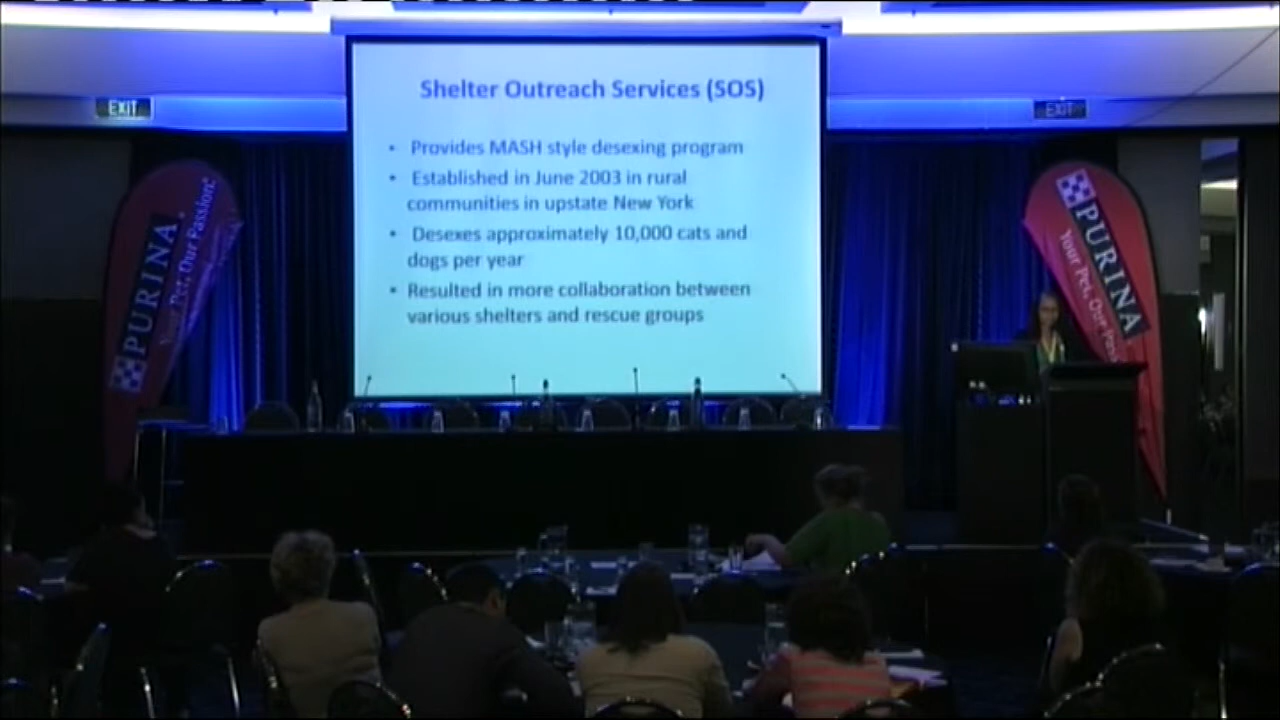 Shelter Outreach Services (SOS)
• Provides MASH style desexing program
• Established in June 2003 in rural
communities in upstate New York
• Desexes approximately 10,000 cats and
dogs per year
• Resulted in more collaboration between
various shelters and rescue groups
EXIT
EXIT
PURINA
Your Pet, Our Passion.
PURINA
Your Pet, Our Pass